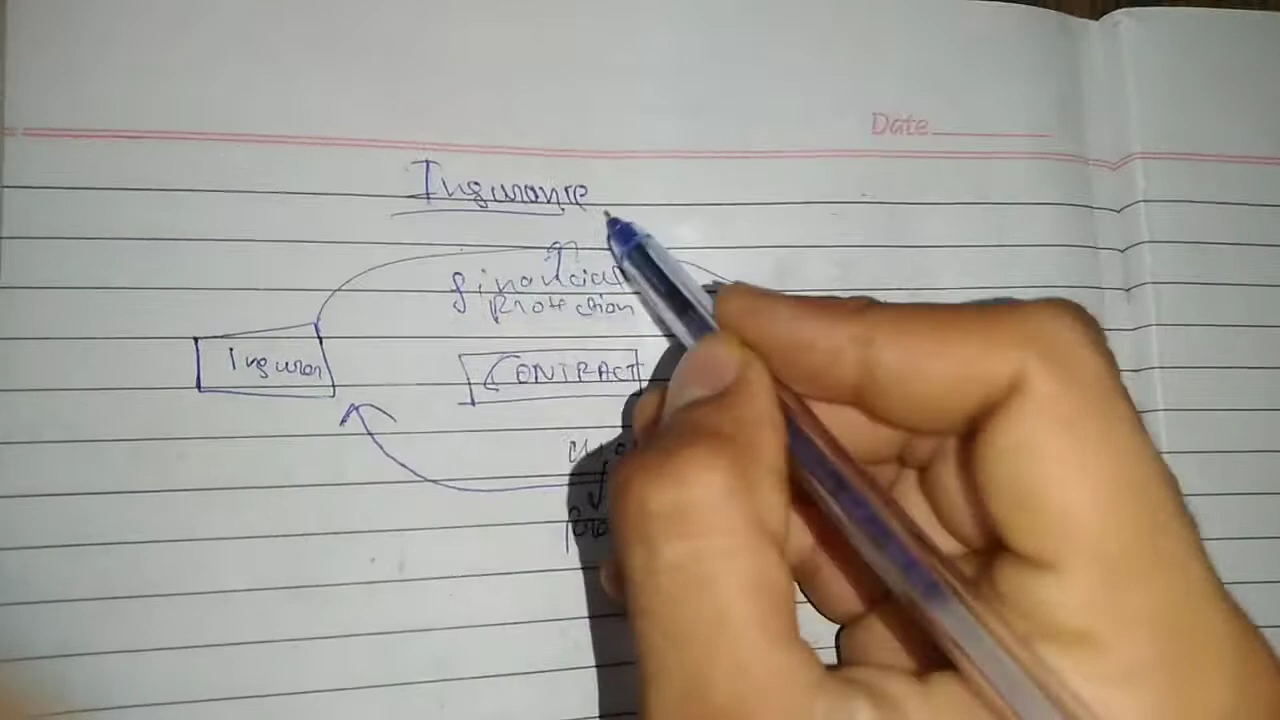 Date
Insurance
financial
protection
Insurer
CONTRACT